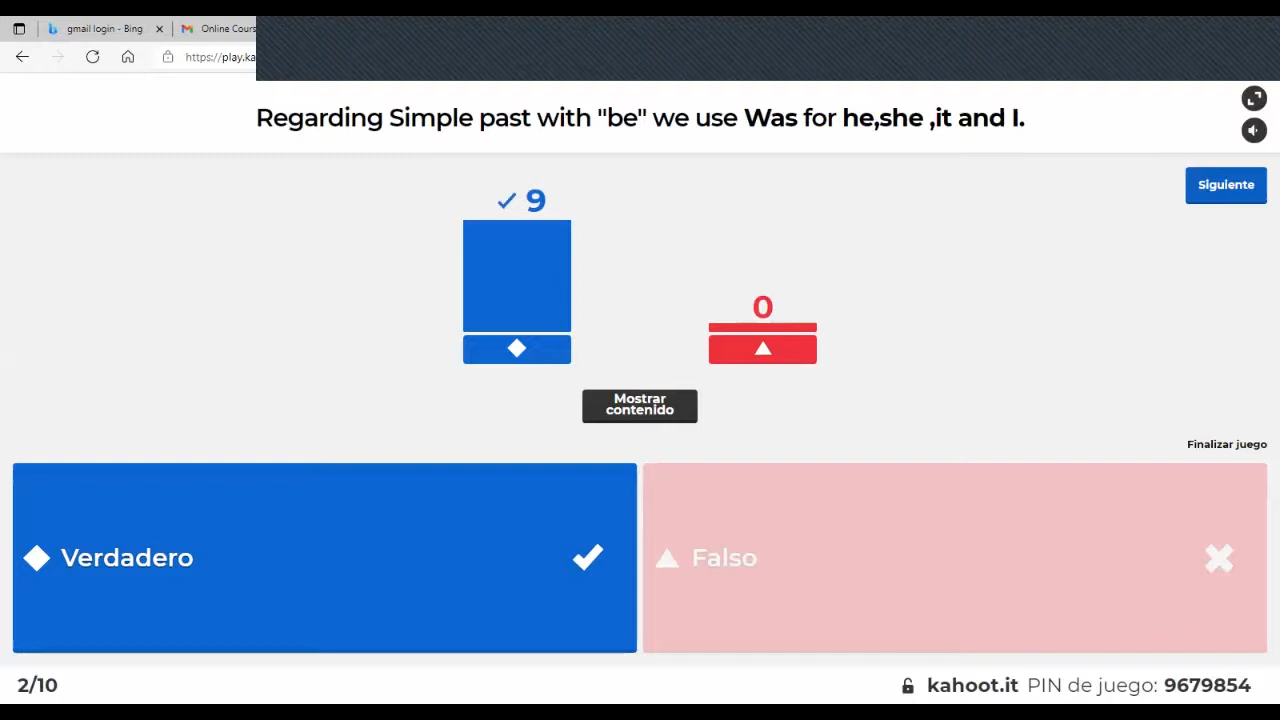 gmail login - Bing
Online Cours
https://play.ka
Regarding Simple past with "be" we use Was for he,she ,it and I.
Siguiente
9
0
Mostrar
contenido
Finalizar juego
Verdadero
Falso
2/10
kahoot.it PIN de juego: 9679854